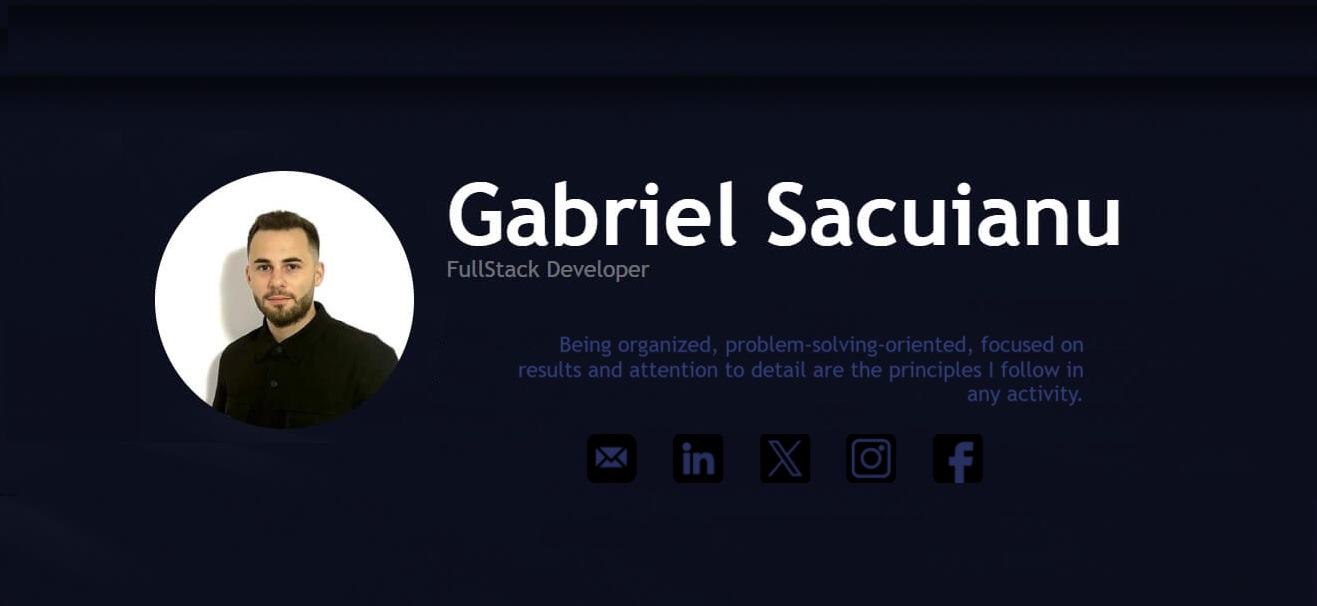 Gabriel Sacuianu
FullStack Developer
Being organized, problem-solving-oriented, focused on
results and attention to detail are the principles I follow in
any activity.